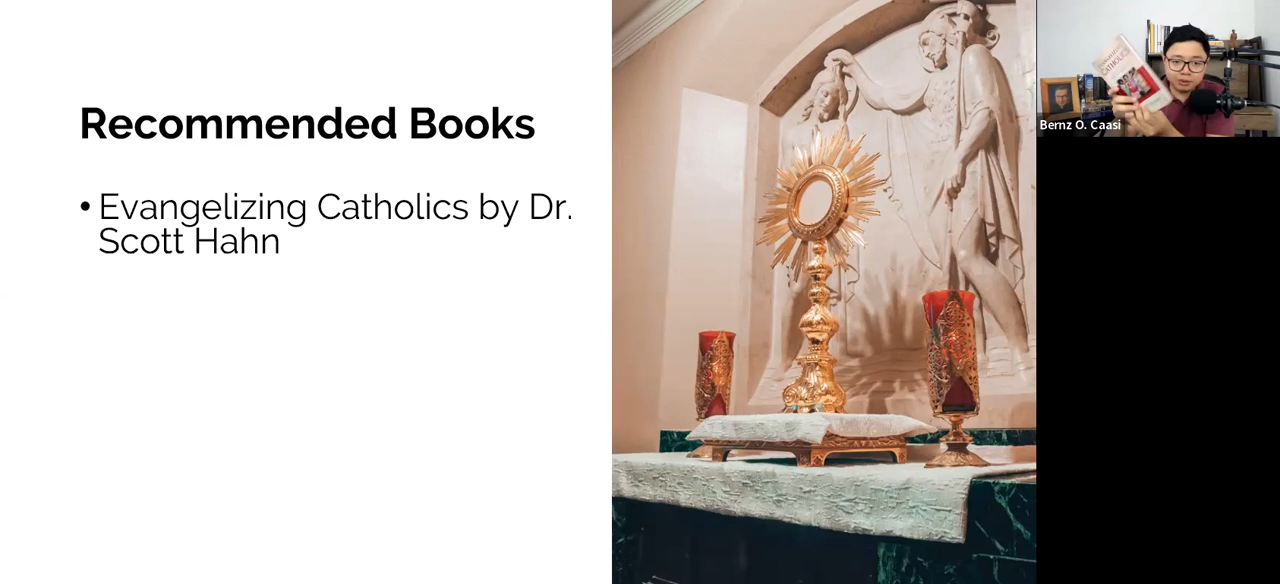 Recommended Books
• Evangelizing Catholics by Dr.
Scott Hahn
Bernz O. Caasi